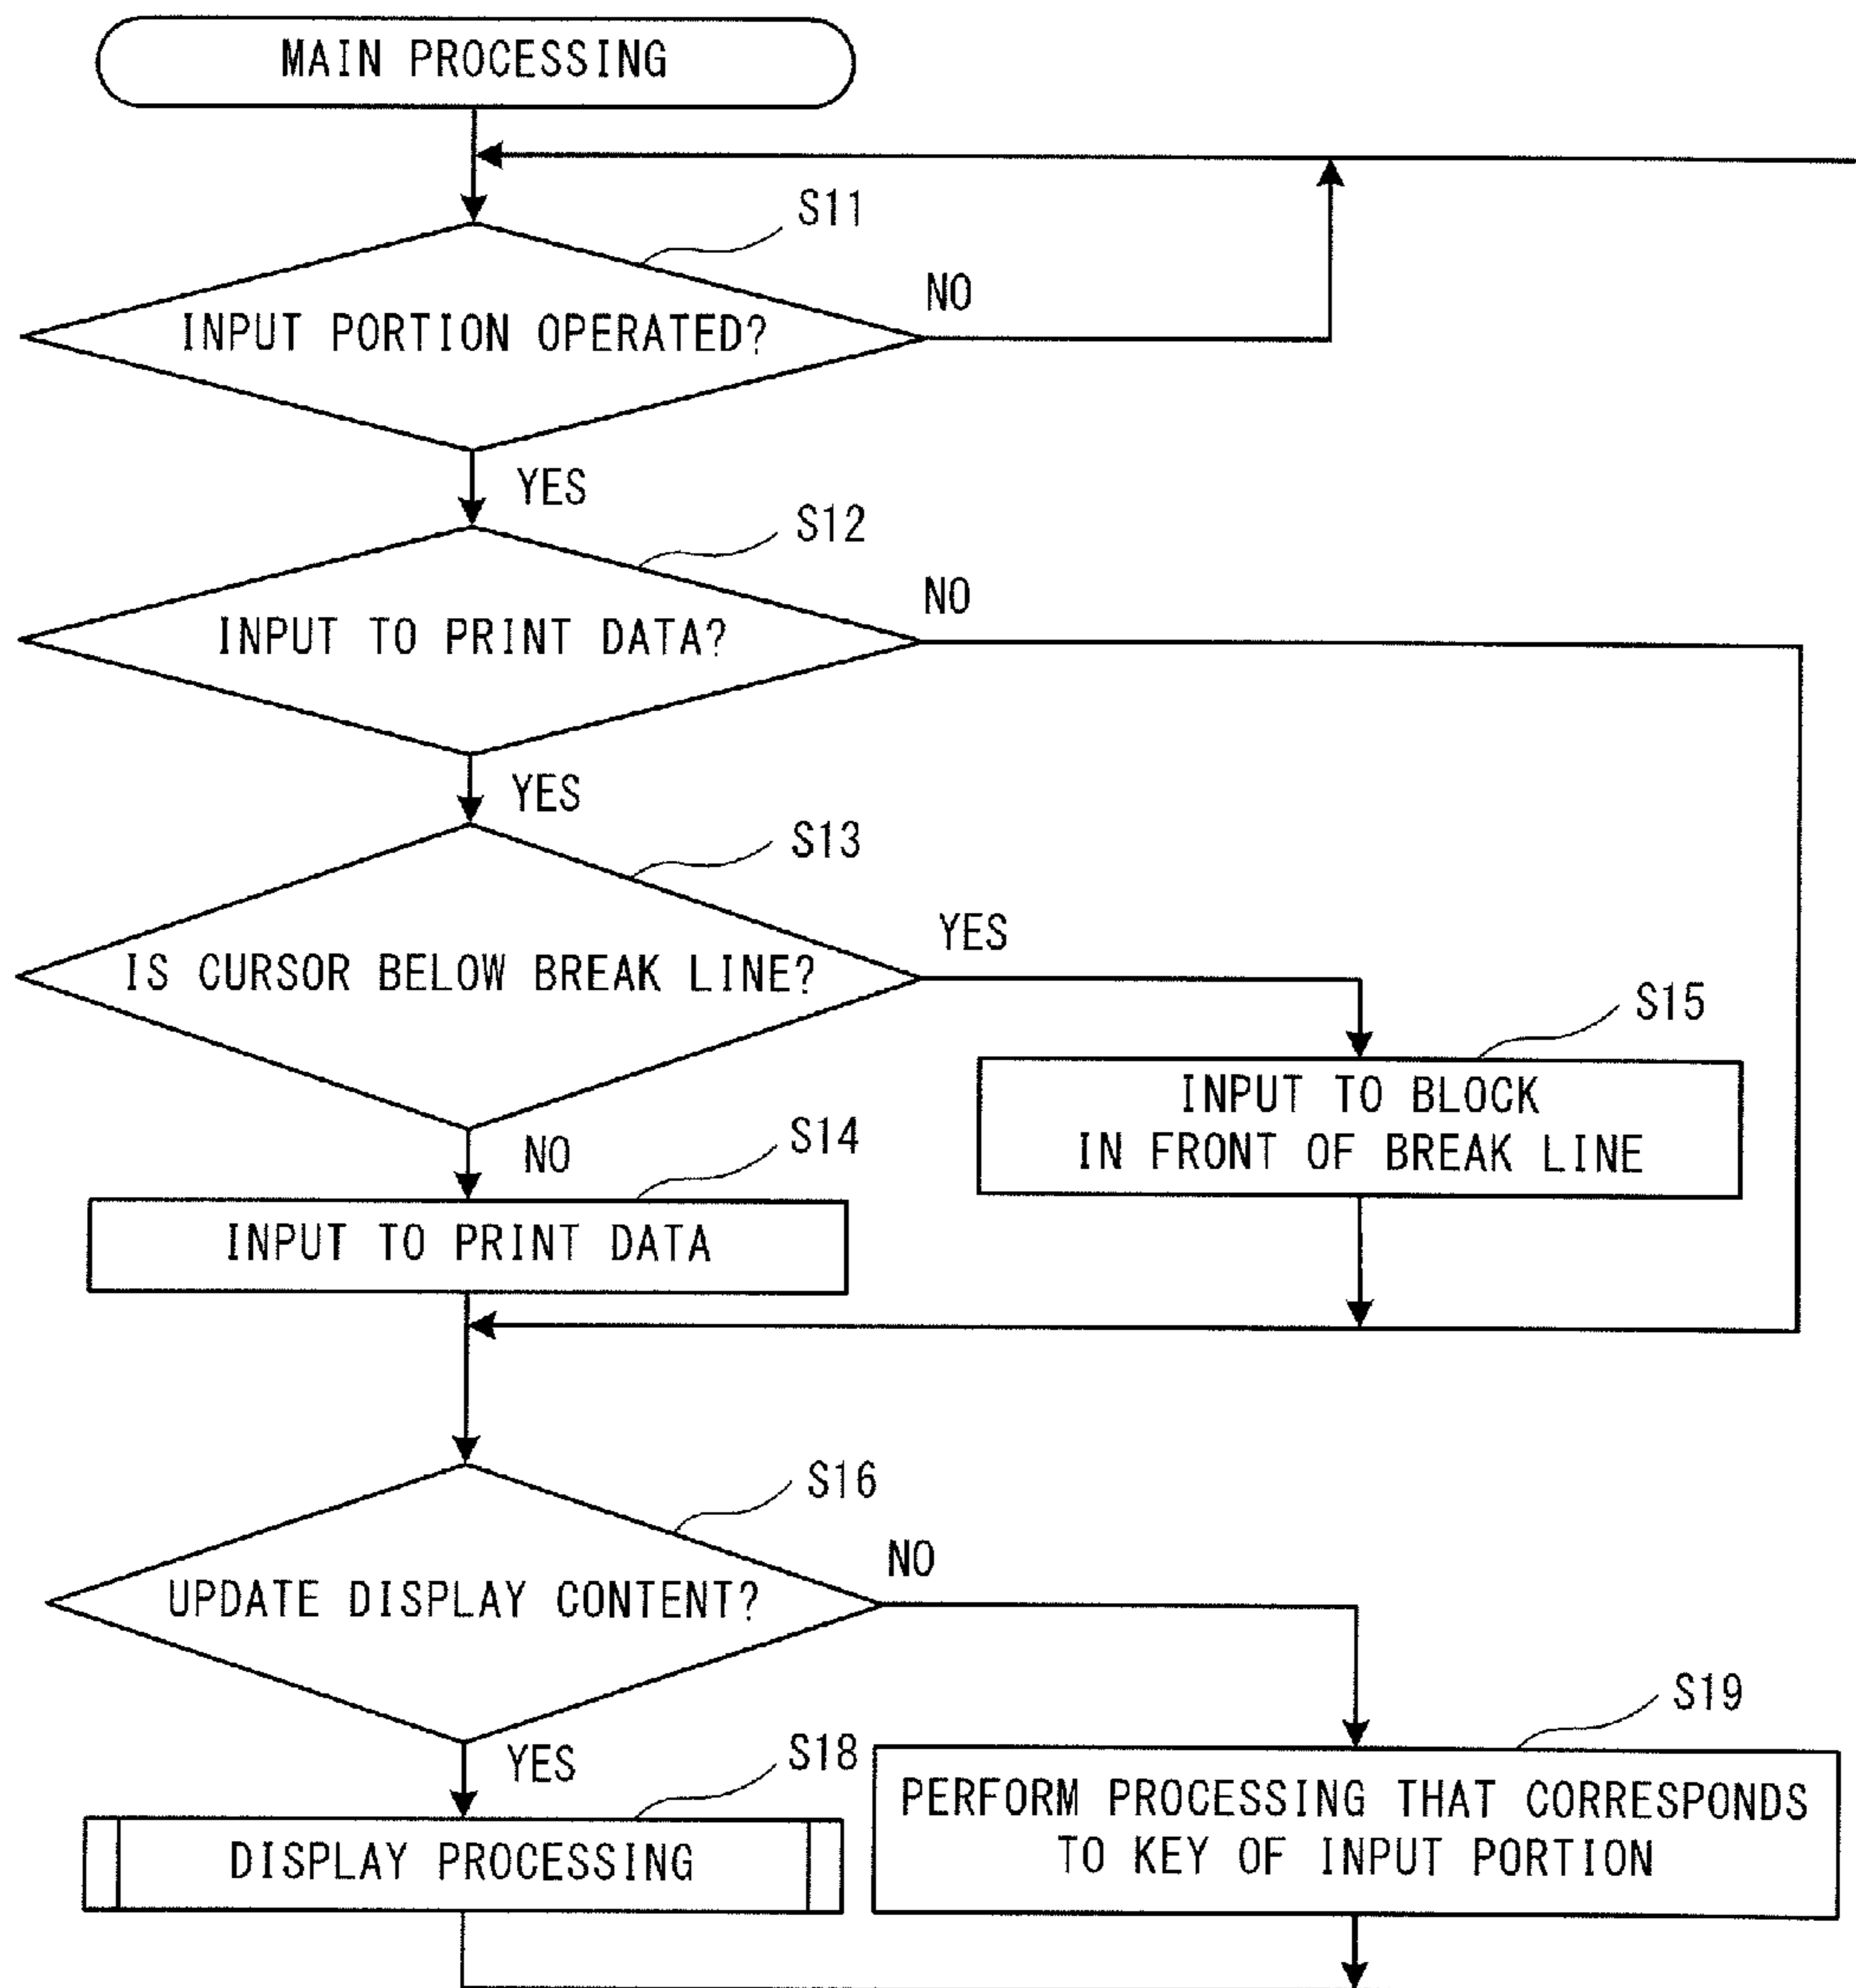 MAIN PROCESSING
S11
INPUT PORTION OPERATED?
NO
YES
S12
INPUT TO PRINT DATA?
NO
YES
S13
IS CURSOR BELOW BREAK LINE?
YES
S15
INPUT TO BLOCK
IN FRONT OF BREAK LINE
NO
S14
INPUT TO PRINT DATA
S16
UPDATE DISPLAY CONTENT?
NO
YES
S18
DISPLAY PROCESSING
S19
PERFORM PROCESSING THAT CORRESPONDS
TO KEY OF INPUT PORTION